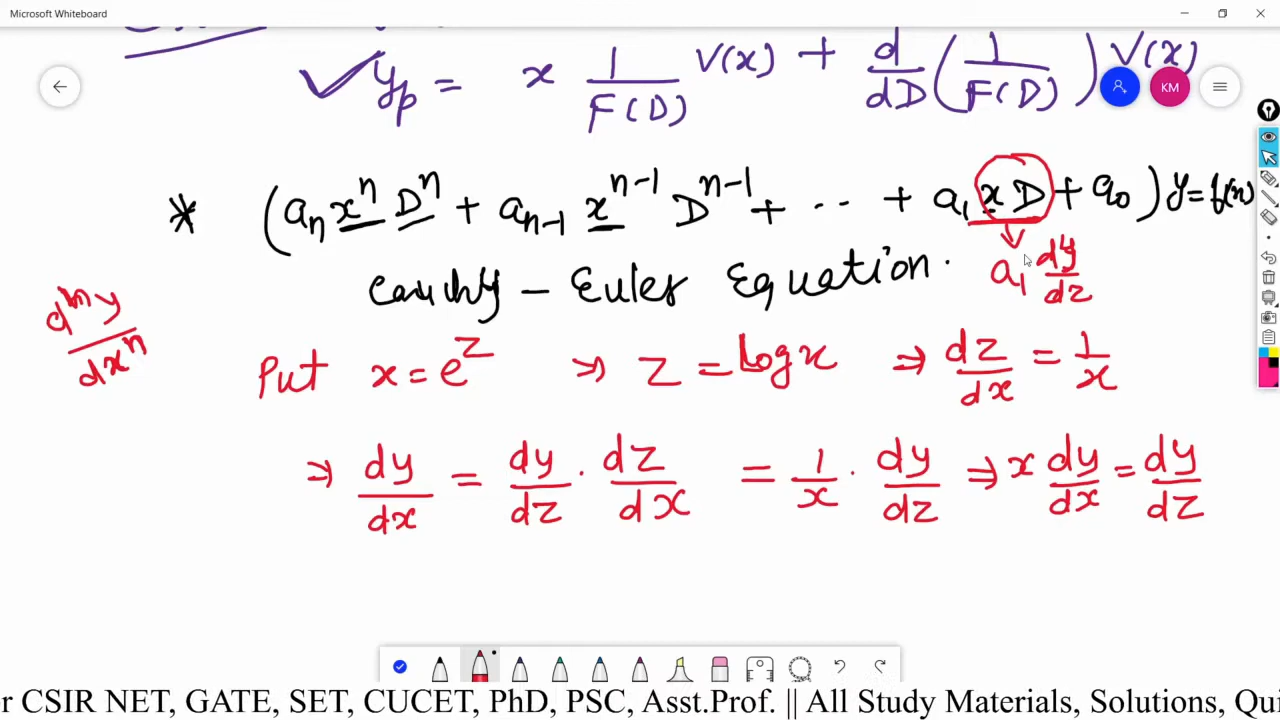 Microsoft Whiteboard
y_p = x 1/F(D) V(x) + d/dD (1/F(D)) V(x)
KM
* (a_n x^n D^n + a_{n-1} x^{n-1} D^{n-1} + ·· + a_1 x D + a_0) y = f(x)
Cauchy - Euler Equation.
a_1 dy/dz
d^n y/dx^n
Put x = e^z ⇒ z = log x ⇒ dz/dx = 1/x
⇒ dy/dx = dy/dz · dz/dx = 1/x · dy/dz ⇒ x dy/dx = dy/dz
or CSIR NET, GATE, SET, CUCET, PhD, PSC, Asst.Prof. || All Study Materials, Solutions, Qui